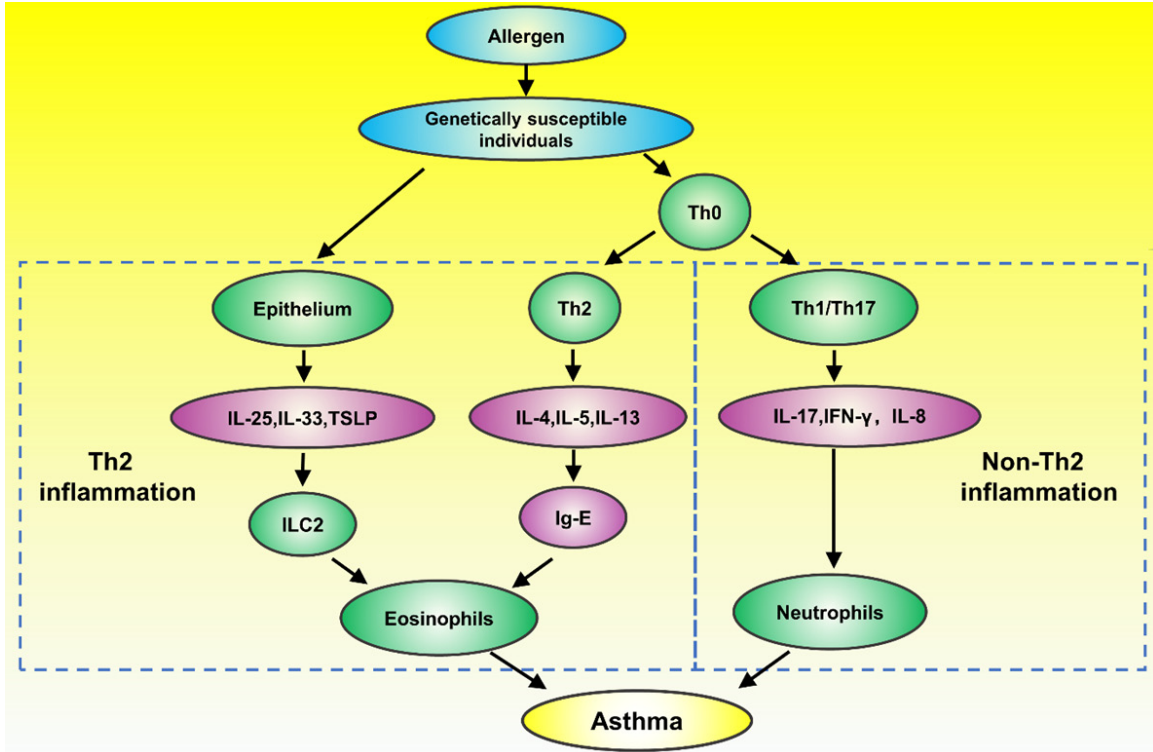 Allergen
Genetically susceptible
individuals
Th0
Epithelium
Th2
Th1/Th17
IL-25,IL-33,TSLP
IL-4,IL-5,IL-13
IL-17,IFN-γ, IL-8
Th2
inflammation
Non-Th2
inflammation
ILC2
Ig-E
Eosinophils
Neutrophils
Asthma